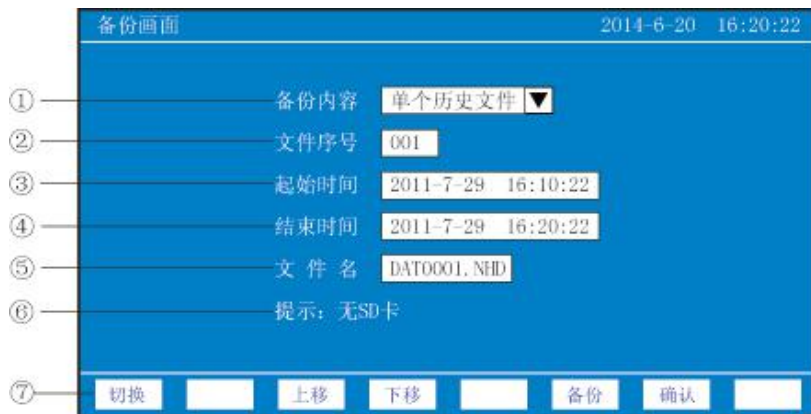 备份画面 2014-6-20 16:20:22
① 备份内容 单个历史文件 ▼
② 文件序号 001
③ 起始时间 2011-7-29 16:10:22
④ 结束时间 2011-7-29 16:20:22
⑤ 文 件 名 DAT0001.NHD
⑥ 提示：无SD卡
⑦ 切换 上移 下移 备份 确认